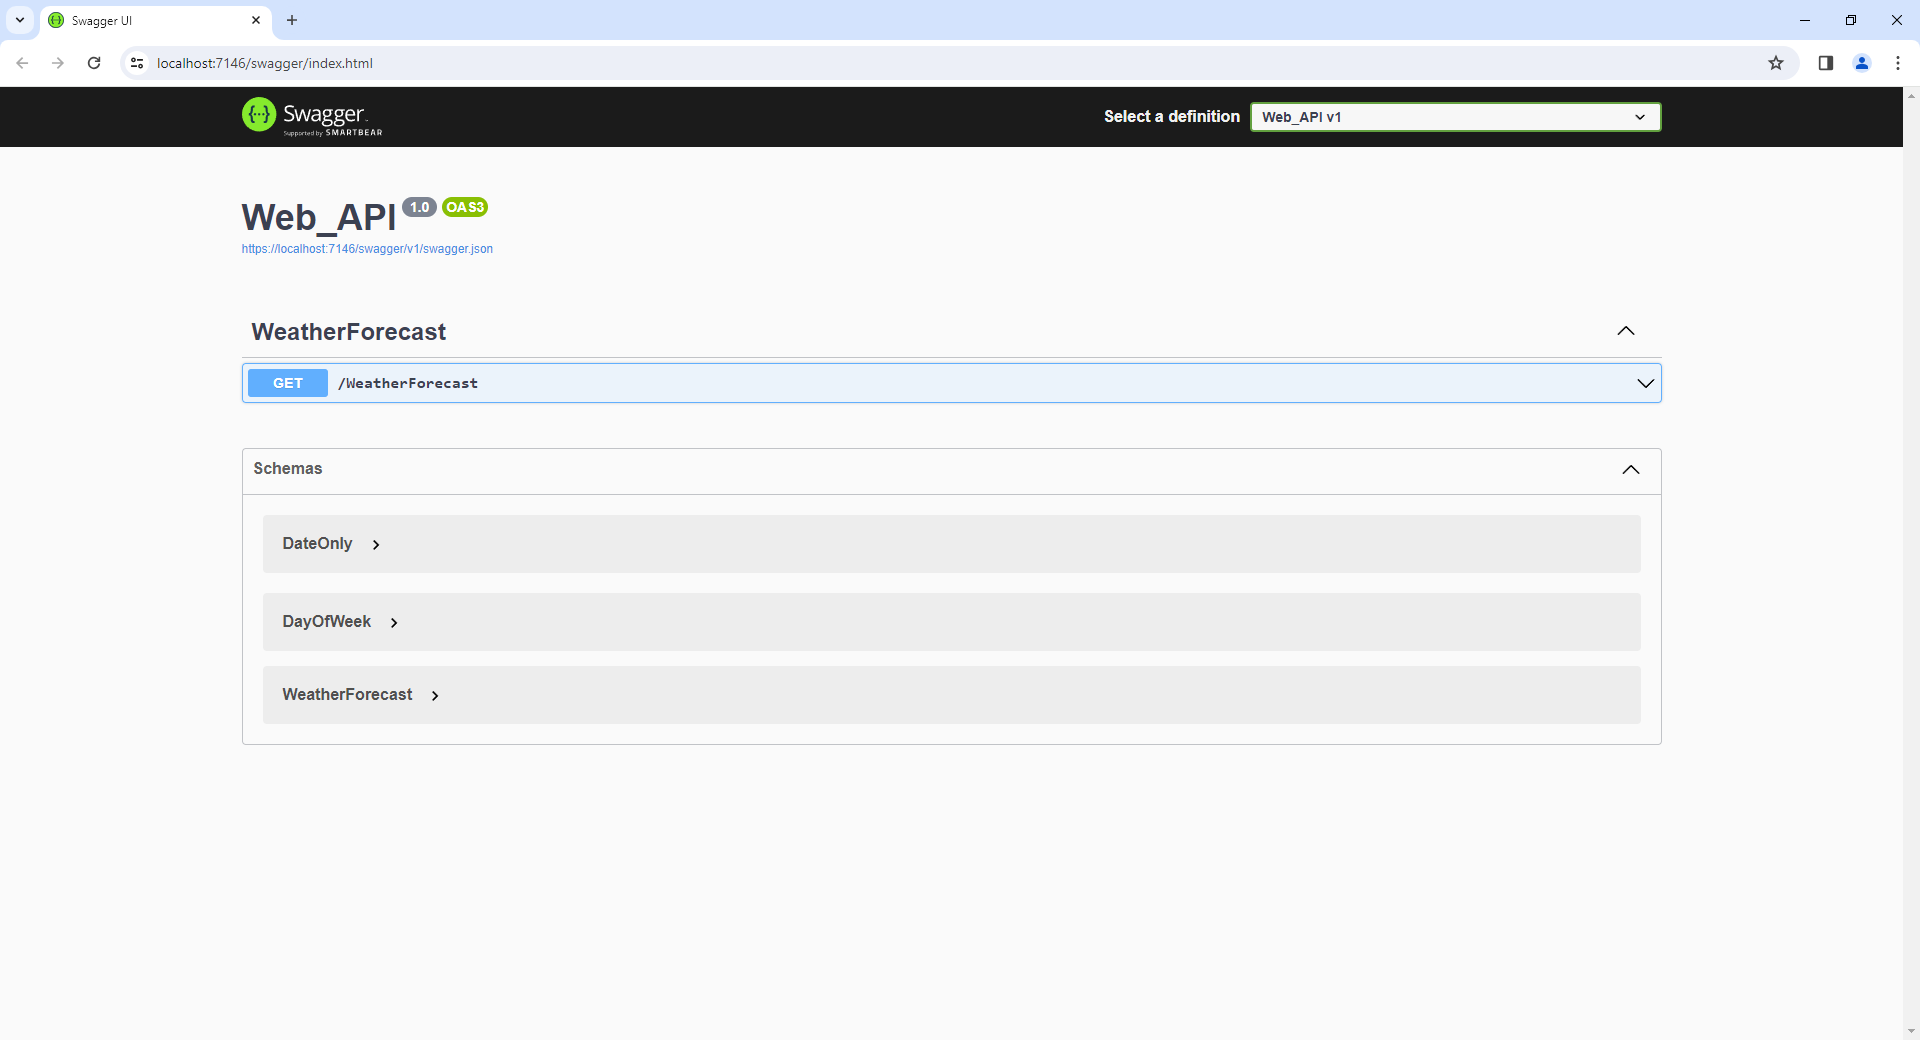 Swagger UI
localhost:7146/swagger/index.html
Swagger
Supported by SMARTBEAR
Select a definition
Web_API v1
Web_API 1.0 OAS3
https://localhost:7146/swagger/v1/swagger.json
WeatherForecast
GET /WeatherForecast
Schemas
DateOnly
DayOfWeek
WeatherForecast